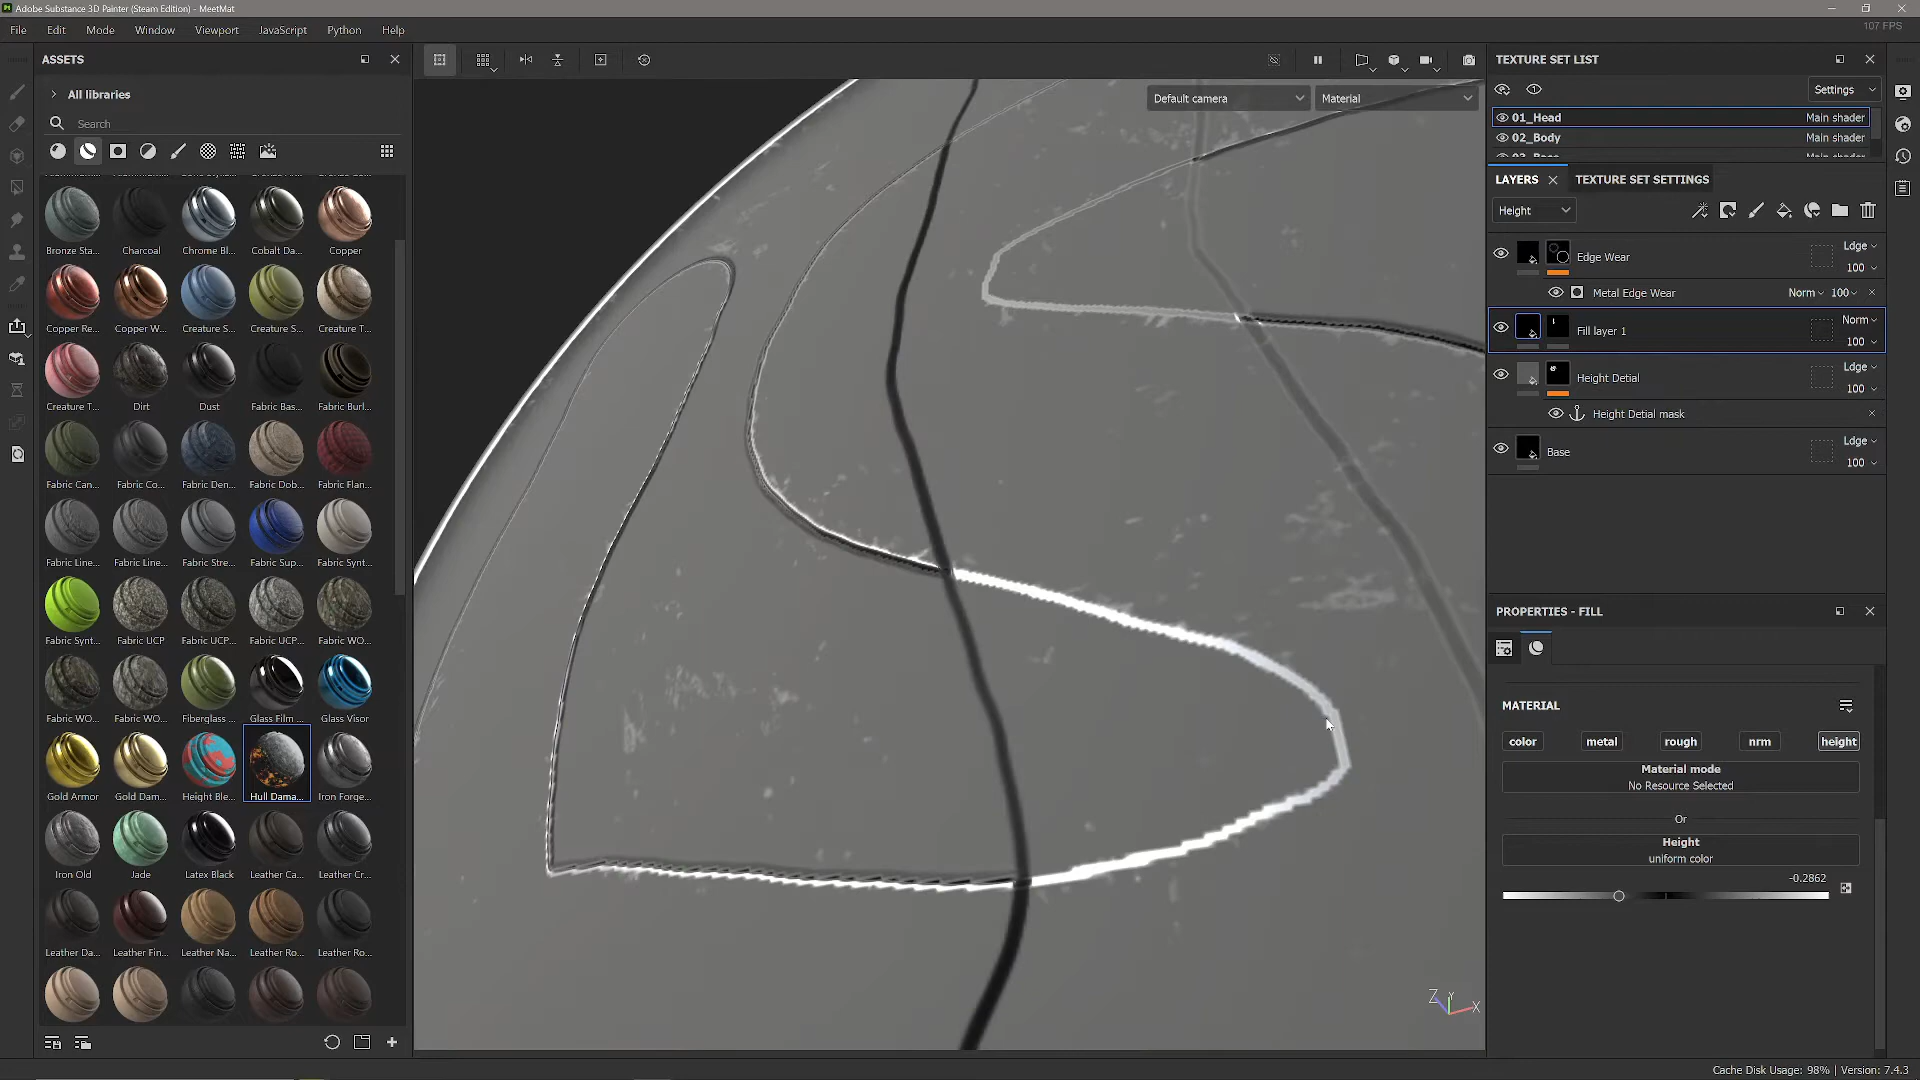 Adobe Substance 3D Painter (Steam Edition) - MeetMat
File Edit Mode Window Viewport JavaScript Python Help
107 FPS
ASSETS
All libraries
Search
Bronze Sta... Charcoal Chrome Bl... Cobalt Da... Copper
Copper Re... Copper W... Creature S... Creature S... Creature T...
Creature T... Dirt Dust Fabric Bas... Fabric Burl...
Fabric Can... Fabric Co... Fabric Den... Fabric Dob... Fabric Flan...
Fabric Line... Fabric Line... Fabric Stre... Fabric Sup... Fabric Synt...
Fabric Synt... Fabric UCP Fabric UCP... Fabric UCP... Fabric WO...
Fabric WO... Fabric WO... Fiberglass ... Glass Film ... Glass Visor
Gold Armor Gold Dam... Height Ble... Hull Dama... Iron Forge...
Iron Old Jade Latex Black Leather Ca... Leather Cr...
Leather Da... Leather Fin... Leather Na... Leather Ro... Leather Ro...
Default camera
Material
Z Y X
TEXTURE SET LIST
Settings
01_Head Main shader
02_Body Main shader
LAYERS TEXTURE SET SETTINGS
Height
Edge Wear Ldge 100
Metal Edge Wear Norm 100
Fill layer 1 Norm 100
Height Detial Ldge 100
Height Detial mask
Base Ldge 100
PROPERTIES - FILL
MATERIAL
color metal rough nrm height
Material mode
No Resource Selected
Or
Height
uniform color
-0.2862
Cache Disk Usage: 98% | Version: 7.4.3